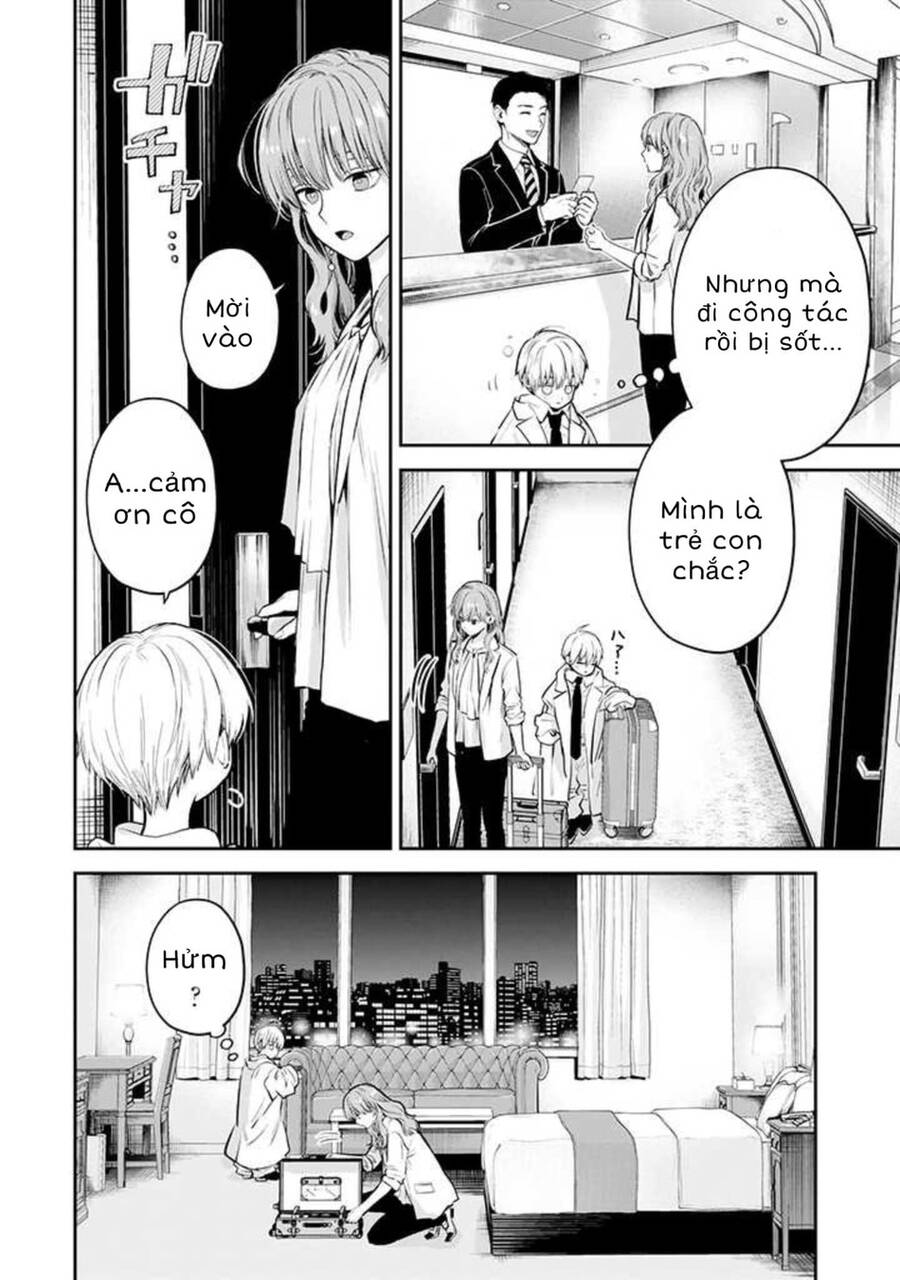 Nhưng mà
đi công tác
rồi bị sốt...
Mình là
trẻ con
chắc?
ハァ…
ガチャ…
Mời
vào
A...cảm
ơn cô
Hửm
?